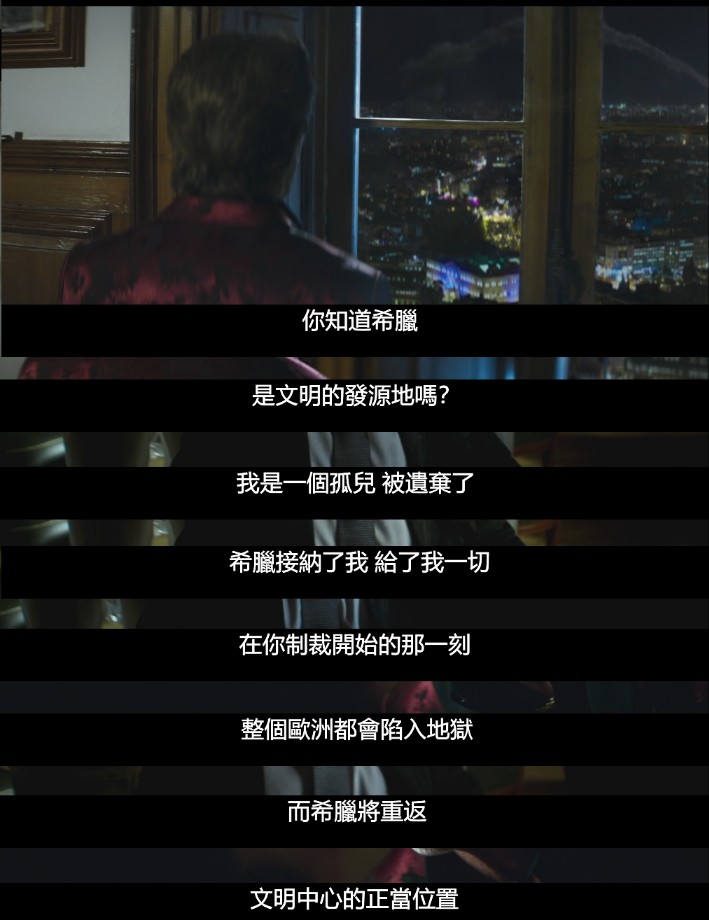 你知道希臘
是文明的發源地嗎?
我是一個孤兒 被遺棄了
希臘接納了我 給了我一切
在你制裁開始的那一刻
整個歐洲都會陷入地獄
而希臘將重返
文明中心的正當位置